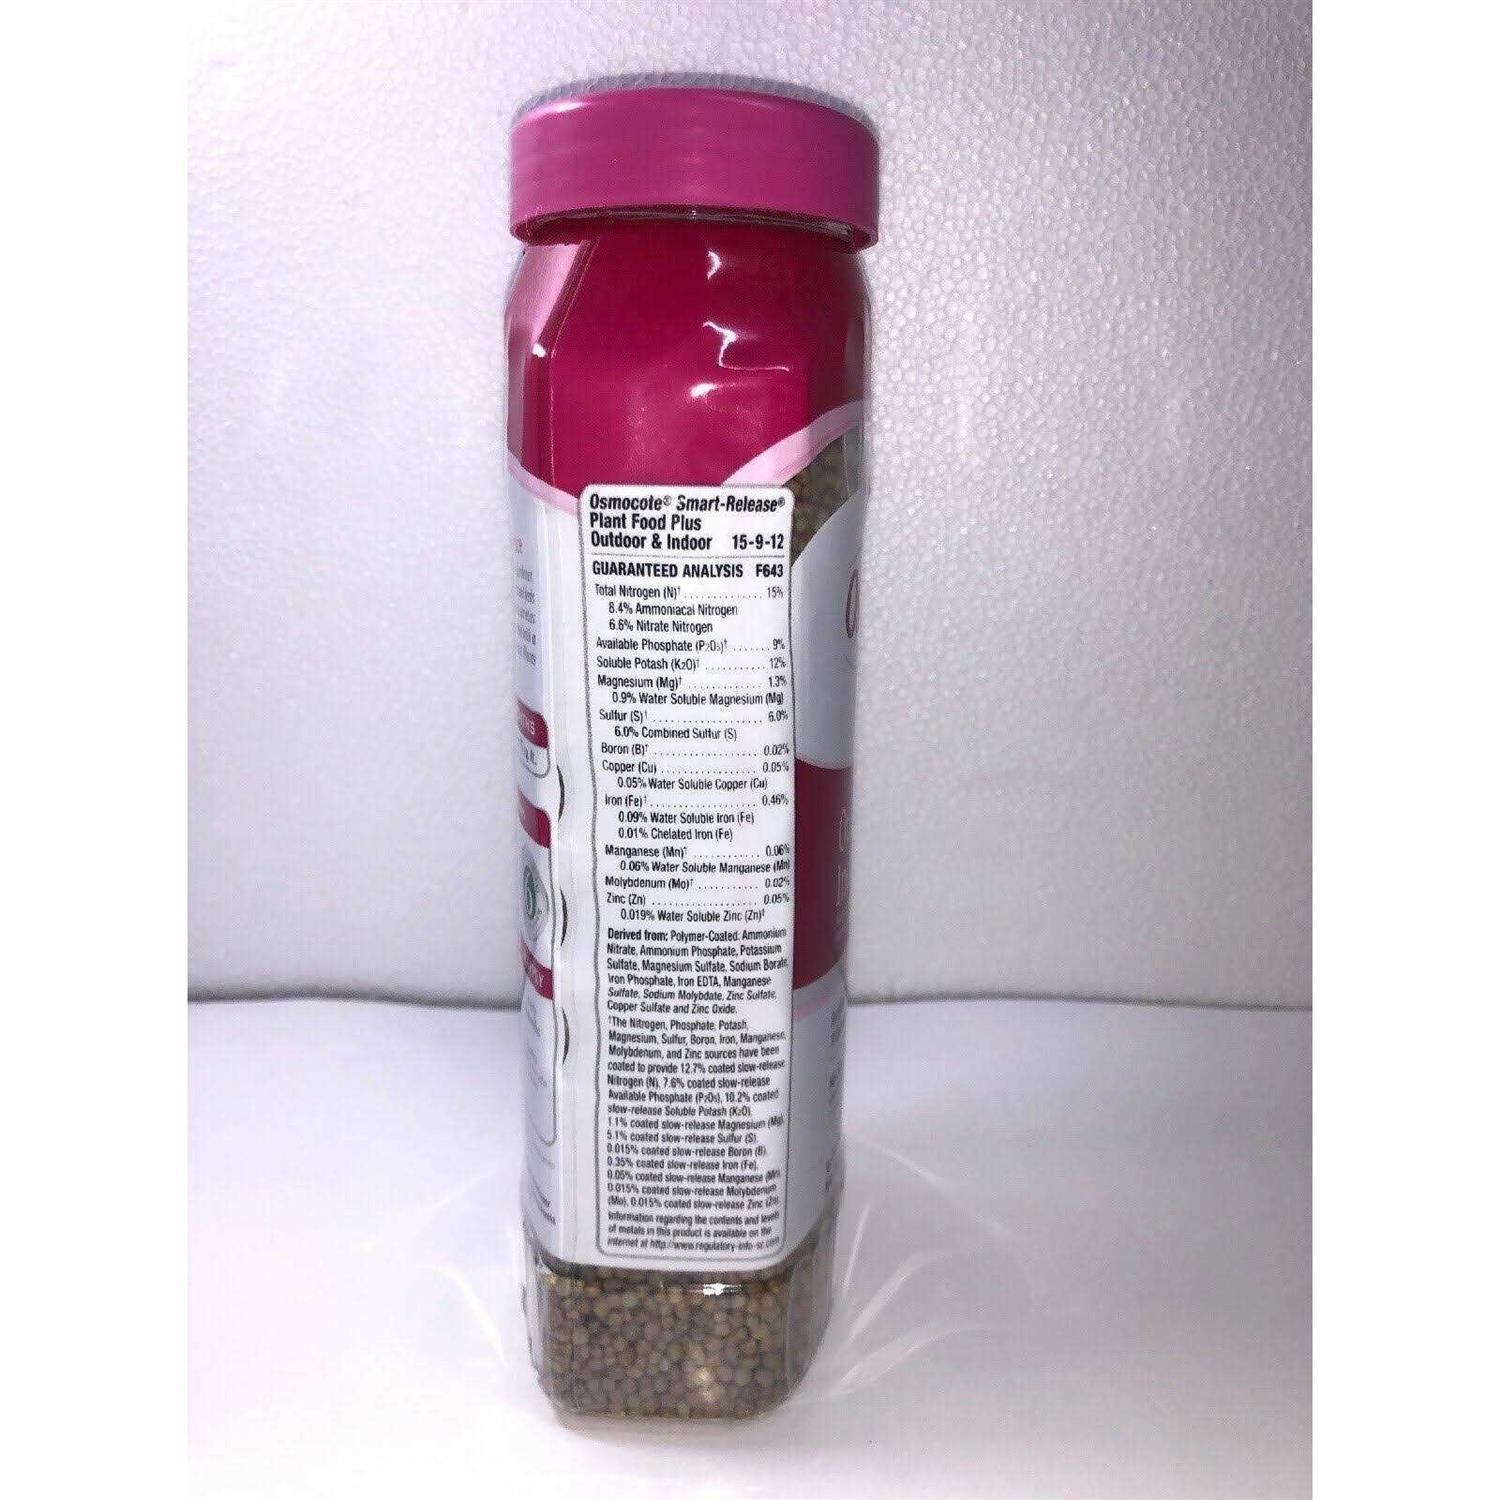 Osmocote® Smart-Release®
Plant Food Plus
Outdoor & Indoor 15-9-12
GUARANTEED ANALYSIS F643
Total Nitrogen (N)† .............. 15%
8.4% Ammoniacal Nitrogen
6.6% Nitrate Nitrogen
Available Phosphate (P2O5)† ....... 9%
Soluble Potash (K2O)† ........... 12%
Magnesium (Mg)† ............. 1.3%
0.9% Water Soluble Magnesium (Mg)
Sulfur (S)† ................... 6.0%
6.0% Combined Sulfur (S)
Boron (B)† .................. 0.02%
Copper (Cu) ................. 0.05%
0.05% Water Soluble Copper (Cu)
Iron (Fe)† ................... 0.46%
0.09% Water Soluble Iron (Fe)
0.01% Chelated Iron (Fe)
Manganese (Mn)† ............ 0.06%
0.06% Water Soluble Manganese (Mn)
Molybdenum (Mo)† .......... 0.02%
Zinc (Zn) ................... 0.05%
0.019% Water Soluble Zinc (Zn)†
Derived from: Polymer-Coated: Ammonium
Nitrate, Ammonium Phosphate, Potassium
Sulfate, Magnesium Sulfate, Sodium Borate,
Iron Phosphate, Iron EDTA, Manganese
Sulfate, Sodium Molybdate, Zinc Sulfate,
Copper Sulfate and Zinc Oxide.
†The Nitrogen, Phosphate, Potash,
Magnesium, Sulfur, Boron, Iron, Manganese,
Molybdenum, and Zinc sources have been
coated to provide 12.7% coated slow-release
Nitrogen (N), 7.6% coated slow-release
Available Phosphate (P2O5), 10.2% coated
slow-release Soluble Potash (K2O),
1.1% coated slow-release Magnesium (Mg),
5.1% coated slow-release Sulfur (S),
0.015% coated slow-release Boron (B),
0.35% coated slow-release Iron (Fe),
0.05% coated slow-release Manganese (Mn),
0.015% coated slow-release Molybdenum
(Mo), 0.015% coated slow-release Zinc (Zn)
Information regarding the contents and levels
of metals in this product is available on the
internet at http://www.regulatory-info-sc.com